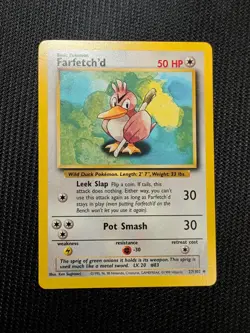 Basic Pokémon
Farfetch'd
50 HP
Wild Duck Pokémon. Length: 2' 7", Weight: 33 lbs.
Leek Slap Flip a coin. If tails, this
attack does nothing. Either way, you can't
use this attack again as long as Farfetch'd
stays in play (even putting Farfetch'd on
the Bench won't let you use it again).
30
Pot Smash
30
weakness
resistance
retreat cost
-30
The sprig of green onions it holds is its
weapon. It is used much like a metal sword. LV. 20 #83
Illus. Ken Sugimori
27/102